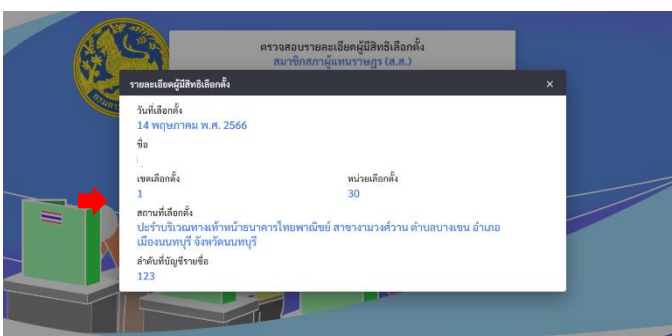 ตรวจสอบรายละเอียดผู้มีสิทธิเลือกตั้ง
สมาชิกสภาผู้แทนราษฎร (ส.ส.)
รายละเอียดผู้มีสิทธิเลือกตั้ง ×
วันที่เลือกตั้ง
14 พฤษภาคม พ.ศ. 2566
ชื่อ
เขตเลือกตั้ง หน่วยเลือกตั้ง
1 30
สถานที่เลือกตั้ง
ปะรำบริเวณทางเท้าหน้าธนาคารไทยพาณิชย์ สาขางามวงศ์วาน ตำบลบางเขน อำเภอ
เมืองนนทบุรี จังหวัดนนทบุรี
ลำดับที่บัญชีรายชื่อ
123